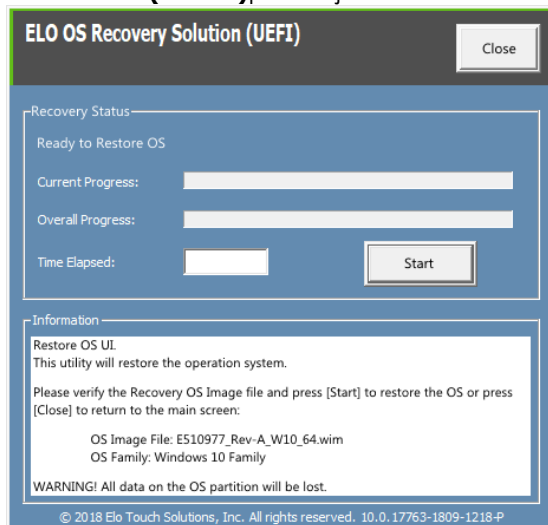 ELO OS Recovery Solution (UEFI)
Close
Recovery Status
Ready to Restore OS
Current Progress:
Overall Progress:
Time Elapsed:
Start
Information
Restore OS UI.
This utility will restore the operation system.
Please verify the Recovery OS Image file and press [Start] to restore the OS or press
[Close] to return to the main screen:
OS Image File: E510977_Rev-A_W10_64.wim
OS Family: Windows 10 Family
WARNING! All data on the OS partition will be lost.
© 2018 Elo Touch Solutions, Inc. All rights reserved. 10.0.17763-1809-1218-P